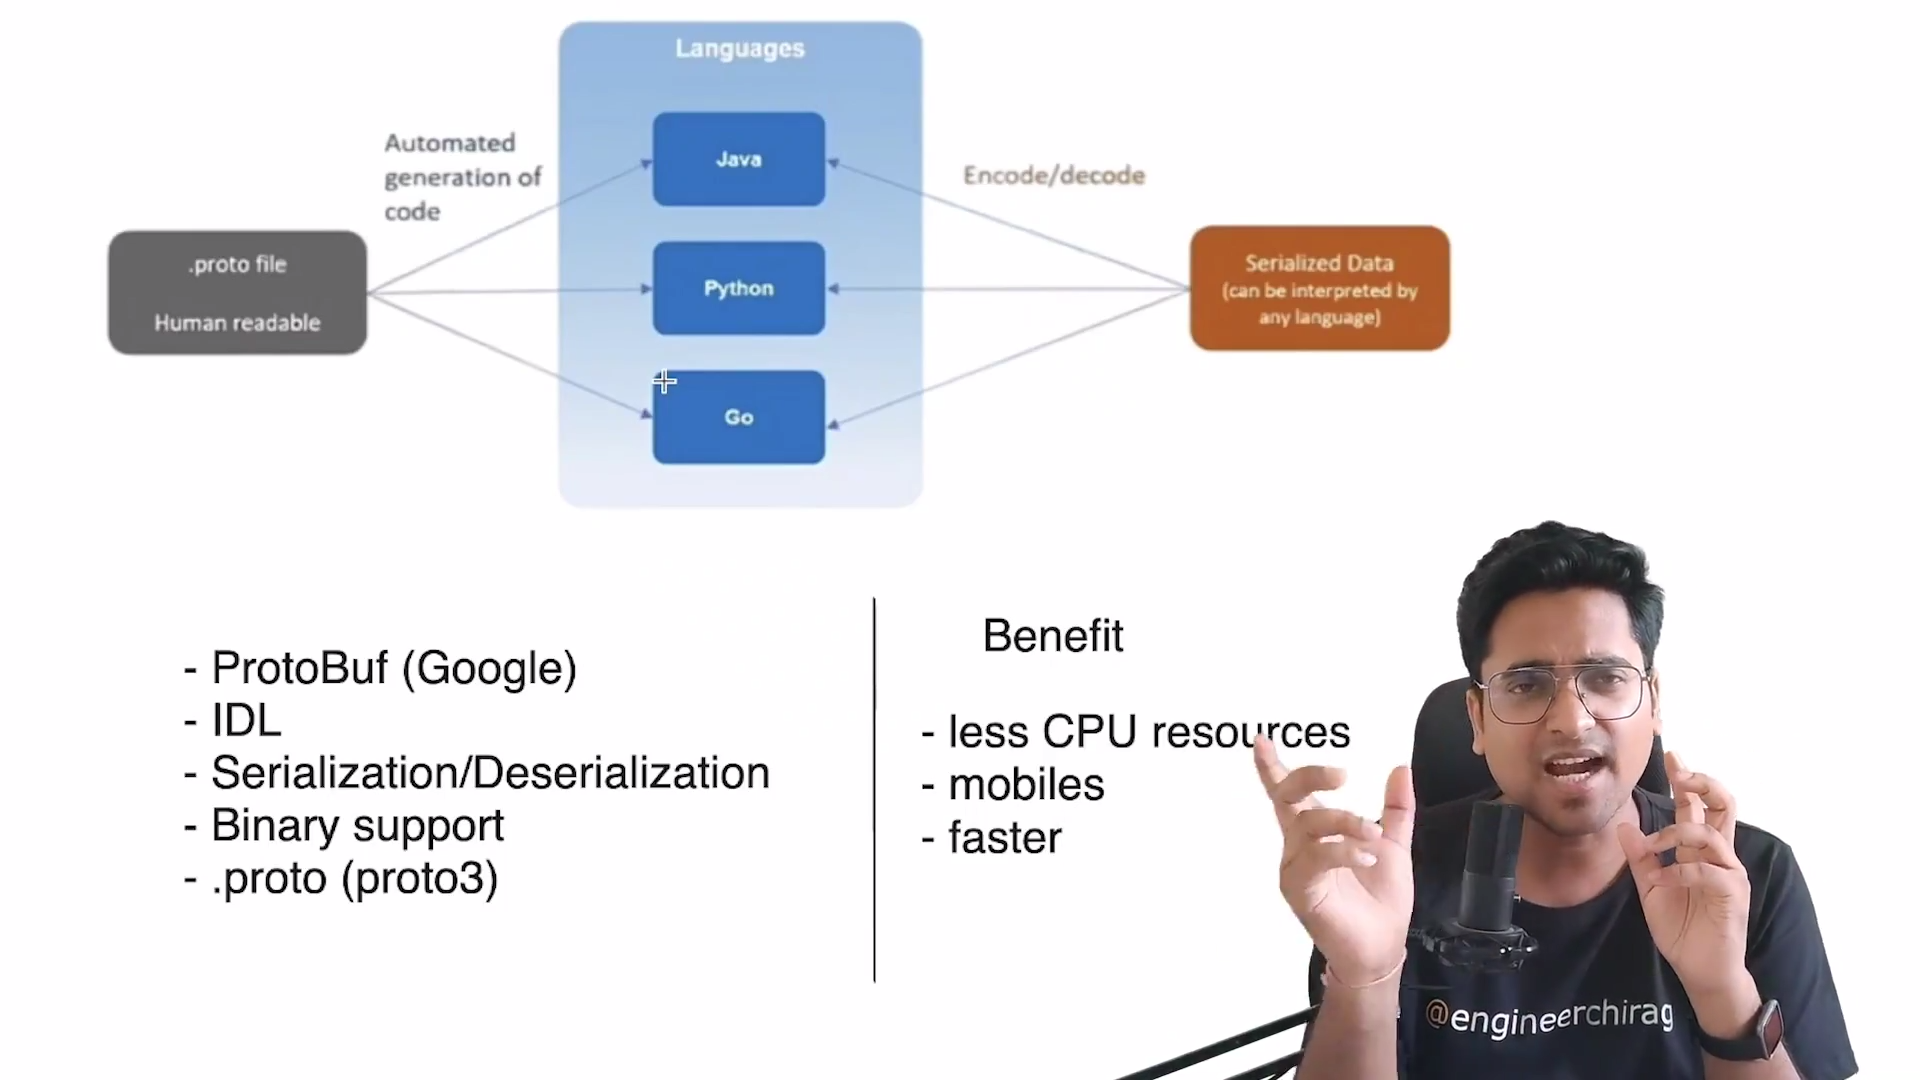 Languages
Automated
generation of
code
Java
Encode/decode
.proto file
Human readable
Python
Serialized Data
(can be interpreted by
any language)
Go
- ProtoBuf (Google)
- IDL
- Serialization/Deserialization
- Binary support
- .proto (proto3)
Benefit
- less CPU resources
- mobiles
- faster
@engineerchirag